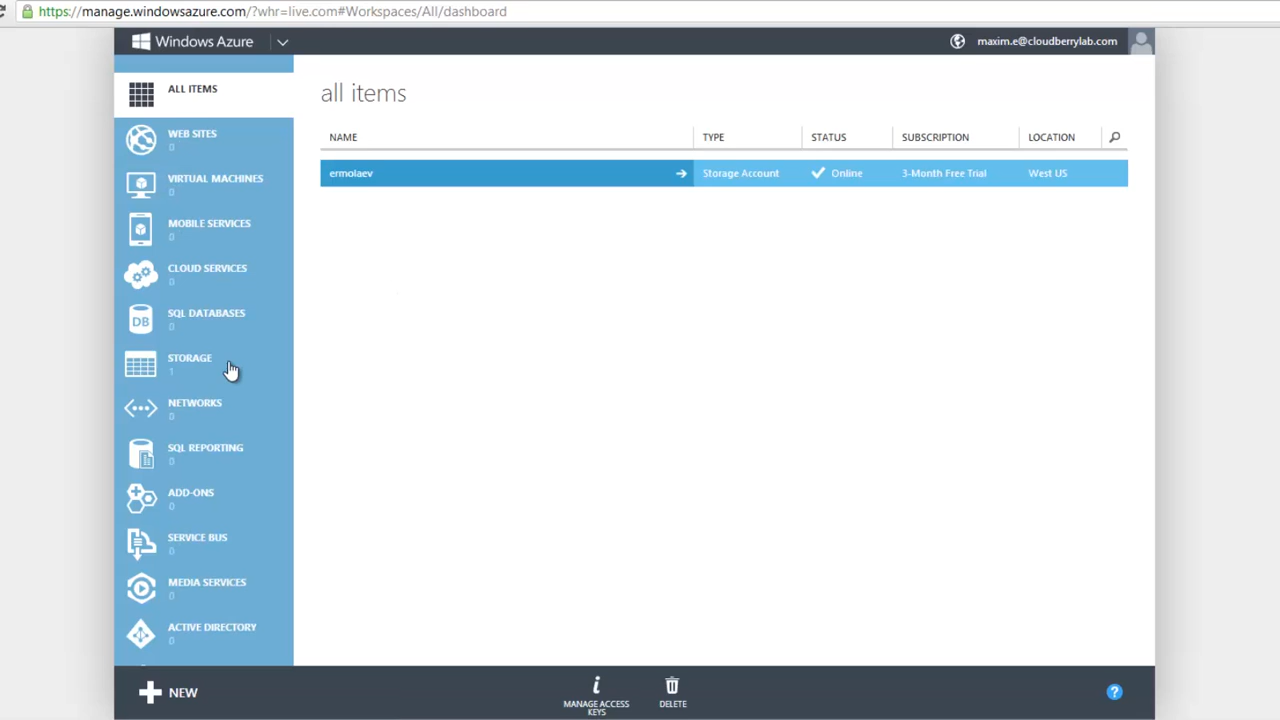 https://manage.windowsazure.com/?whr=live.com#Workspaces/All/dashboard
Windows Azure
maxim.e@cloudberrylab.com
ALL ITEMS
WEB SITES
0
VIRTUAL MACHINES
0
MOBILE SERVICES
0
CLOUD SERVICES
0
SQL DATABASES
0
DB
STORAGE
1
NETWORKS
0
SQL REPORTING
0
ADD-ONS
0
SERVICE BUS
0
MEDIA SERVICES
0
ACTIVE DIRECTORY
0
all items
NAME TYPE STATUS SUBSCRIPTION LOCATION
ermolaev Storage Account Online 3-Month Free Trial West US
NEW
MANAGE ACCESS
KEYS
DELETE
?